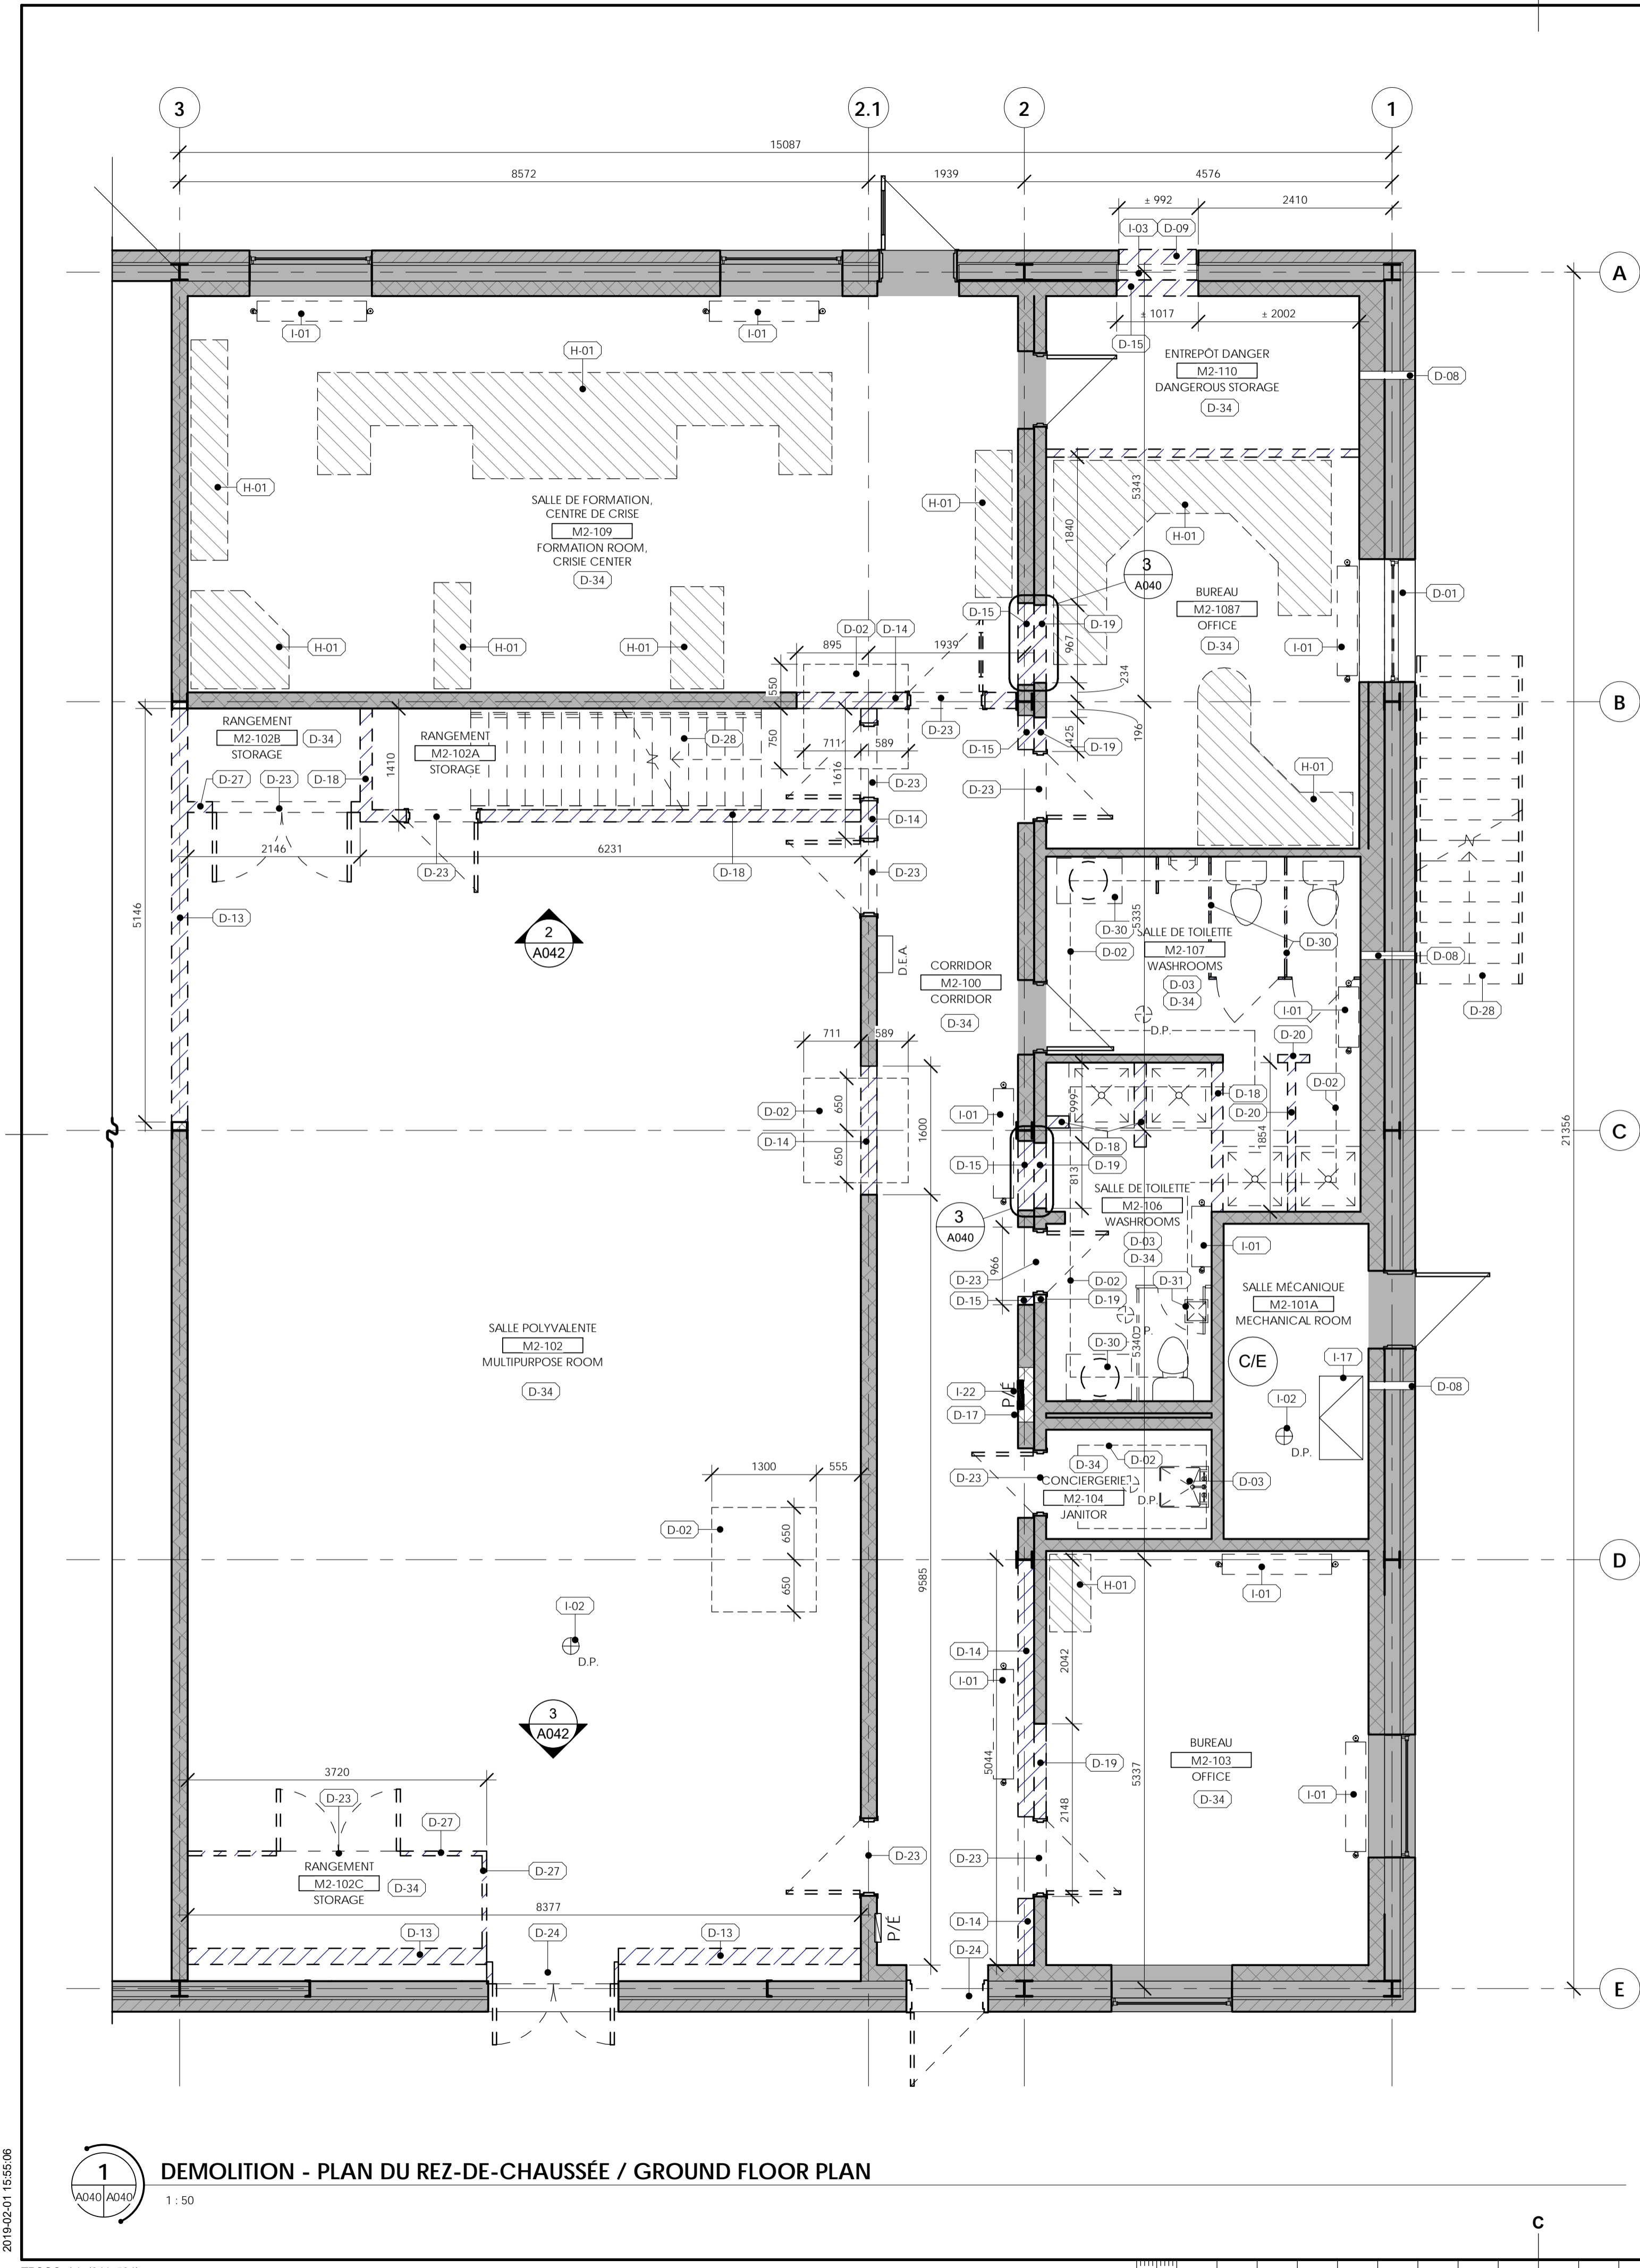 3
2.1
2
1
15087
8572
1939
4576
± 992
2410
I-03
D-09
A
I-01
I-01
± 1017
± 2002
D-15
H-01
ENTREPÔT DANGER
M2-110
DANGEROUS STORAGE
D-34
D-08
H-01
SALLE DE FORMATION,
CENTRE DE CRISE
M2-109
FORMATION ROOM,
CRISIE CENTER
D-34
H-01
5343
1840
H-01
3
A040
BUREAU
M2-1087
OFFICE
D-34
D-01
D-15
D-19
I-01
967
H-01
H-01
H-01
D-02
D-14
895
1939
234
550
B
RANGEMENT
M2-102B
STORAGE
D-34
RANGEMENT
M2-102A
STORAGE
D-28
750
711
589
D-23
D-15
D-19
425
196
1410
1616
D-27
D-23
D-18
D-23
D-23
H-01
D-14
2146
6231
D-23
D-18
D-23
5146
D-13
2
A042
D.E.A.
CORRIDOR
M2-100
CORRIDOR
D-34
5335
D-30
D-02
SALLE DE TOILETTE
M2-107
WASHROOMS
D-03
D-34
D-30
D-08
I-01
D-28
D.P.
D-20
711
589
D-02
650
D-14
650
1600
I-01
999
D-18
D-20
D-02
1854
21356
C
D-18
D-15
D-19
813
SALLE DE TOILETTE
M2-106
WASHROOMS
D-03
D-34
3
A040
I-01
966
D-23
D-02
D-31
D-15
D-19
SALLE MÉCANIQUE
M2-101A
MECHANICAL ROOM
D.P.
5340
D-30
C/E
I-17
D-08
SALLE POLYVALENTE
M2-102
MULTIPURPOSE ROOM
D-34
I-22
P/É
D-17
I-02
D.P.
1300
555
D-34
D-02
D-23
CONCIERGERIE
M2-104
JANITOR
D.P.
D-03
D-02
650
650
D
9585
H-01
I-01
I-02
D.P.
D-14
2042
I-01
3
A042
5044
D-19
5337
BUREAU
M2-103
OFFICE
D-34
I-01
3720
D-23
D-27
2148
RANGEMENT
M2-102C
STORAGE
D-34
D-27
D-23
D-23
8377
D-13
D-24
D-13
P/É
D-14
D-24
E
1
A040
A040
DEMOLITION - PLAN DU REZ-DE-CHAUSSÉE / GROUND FLOOR PLAN
1 : 50
2019-02-01 15:55:06
C